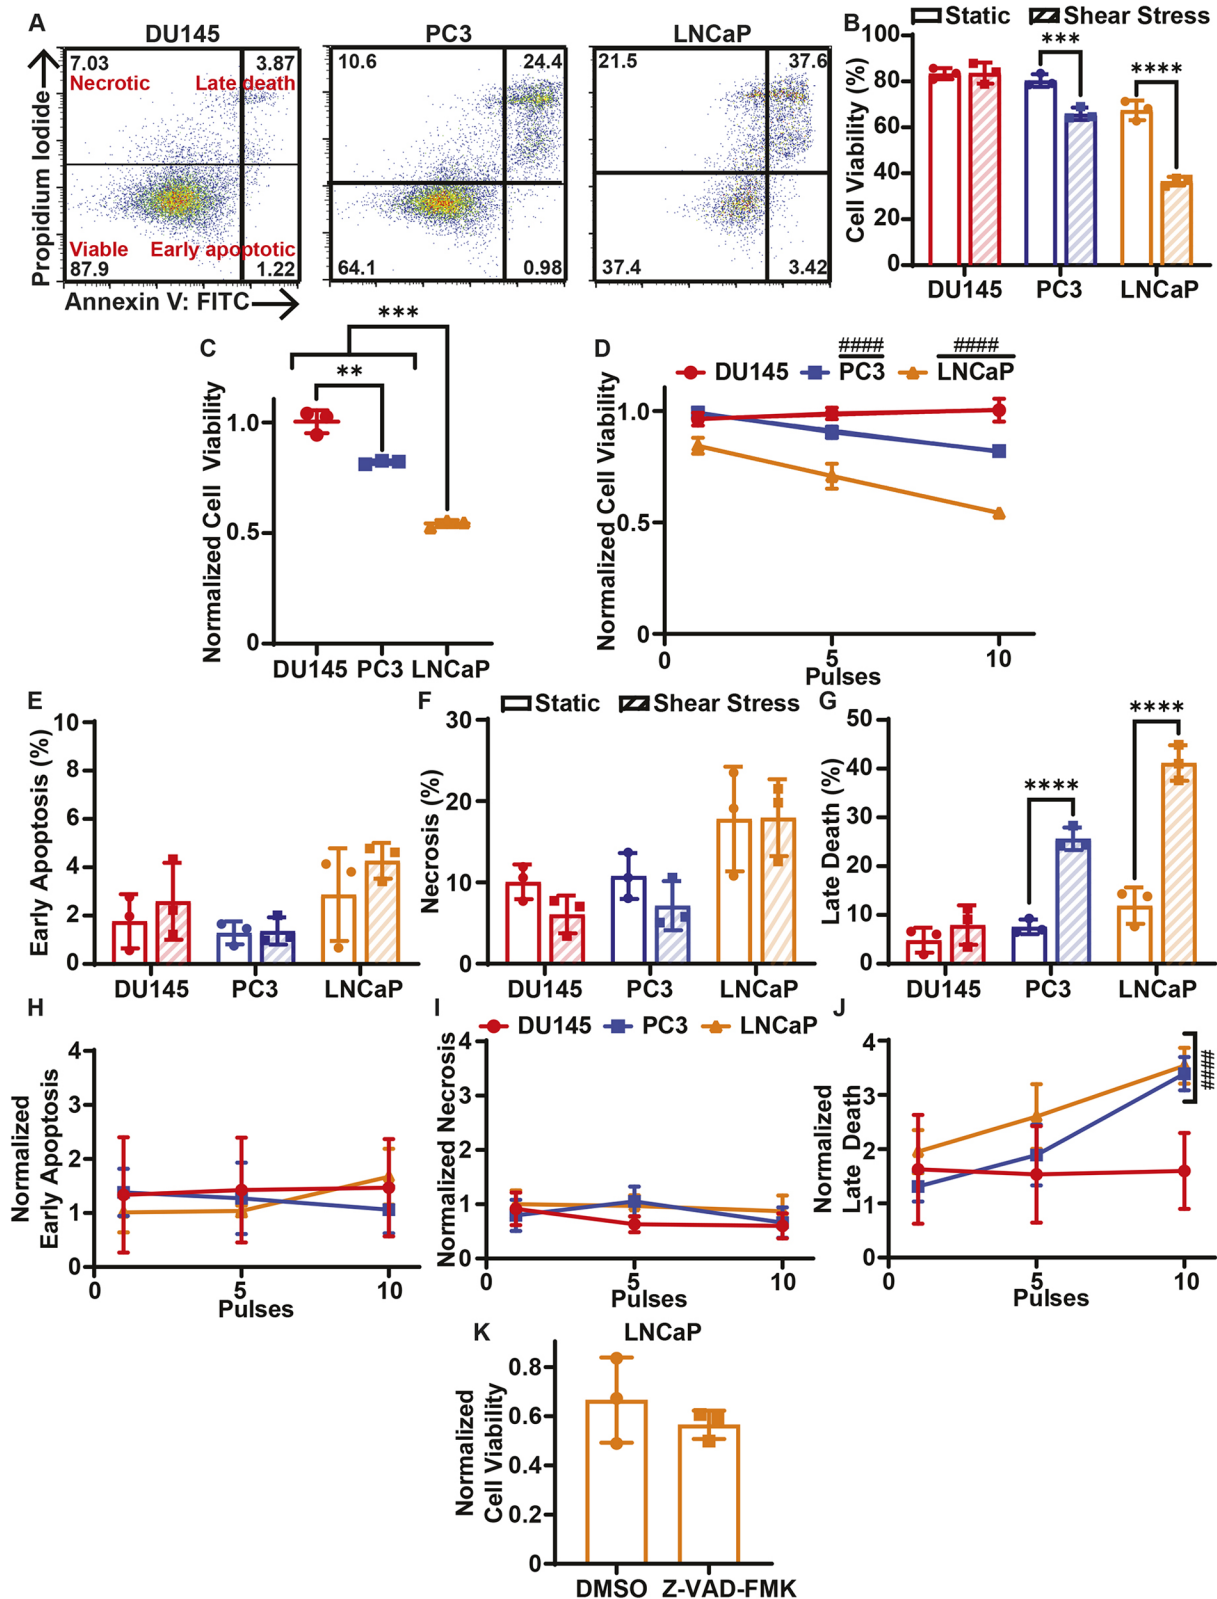 A
DU145
PC3
LNCaP
7.03
3.87
Necrotic
Late death
Viable
Early apoptotic
87.9
1.22
10.6
24.4
64.1
0.98
21.5
37.6
37.4
3.42
Propidium Iodide
Annexin V: FITC
B
Static
Shear Stress
Cell Viability (%)
100
80
60
40
20
0
***
****
DU145
PC3
LNCaP
C
***
**
Normalized Cell Viability
1.0
0.5
0
DU145
PC3
LNCaP
D
####
####
DU145
PC3
LNCaP
Normalized Cell Viability
1.0
0.5
0
0
5
10
Pulses
E
Early Apoptosis (%)
10
8
6
4
2
0
DU145
PC3
LNCaP
F
Static
Shear Stress
Necrosis (%)
30
20
10
0
DU145
PC3
LNCaP
G
Late Death (%)
50
40
30
20
10
0
****
****
DU145
PC3
LNCaP
H
Normalized
Early Apoptosis
4
3
2
1
0
0
5
10
Pulses
I
DU145
PC3
LNCaP
Normalized Necrosis
4
3
2
1
0
0
5
10
Pulses
J
Normalized
Late Death
4
3
2
1
0
0
5
10
Pulses
####
K
LNCaP
Normalized
Cell Viability
0.8
0.6
0.4
0.2
0
DMSO
Z-VAD-FMK